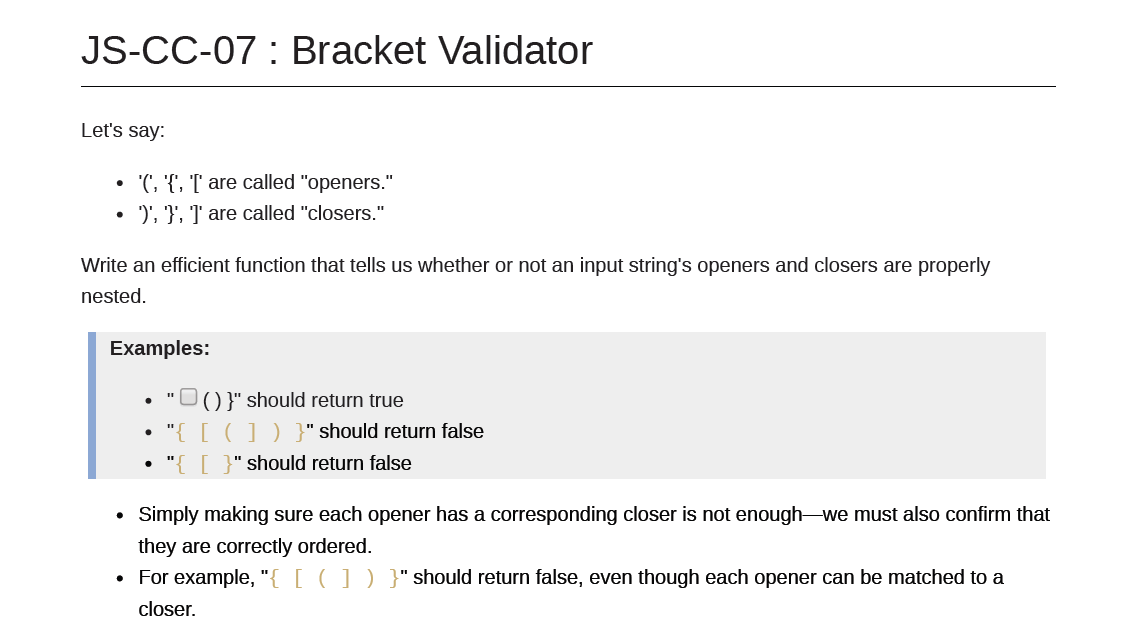 JS-CC-07 : Bracket Validator
Let's say:
'(', '{', '[' are called "openers."
')', '}', ']' are called "closers."
Write an efficient function that tells us whether or not an input string's openers and closers are properly
nested.
Examples:
" ( ) }" should return true
"{ [ ( ] ) }" should return false
"{ [ }" should return false
Simply making sure each opener has a corresponding closer is not enough—we must also confirm that
they are correctly ordered.
For example, "{ [ ( ] ) }" should return false, even though each opener can be matched to a
closer.